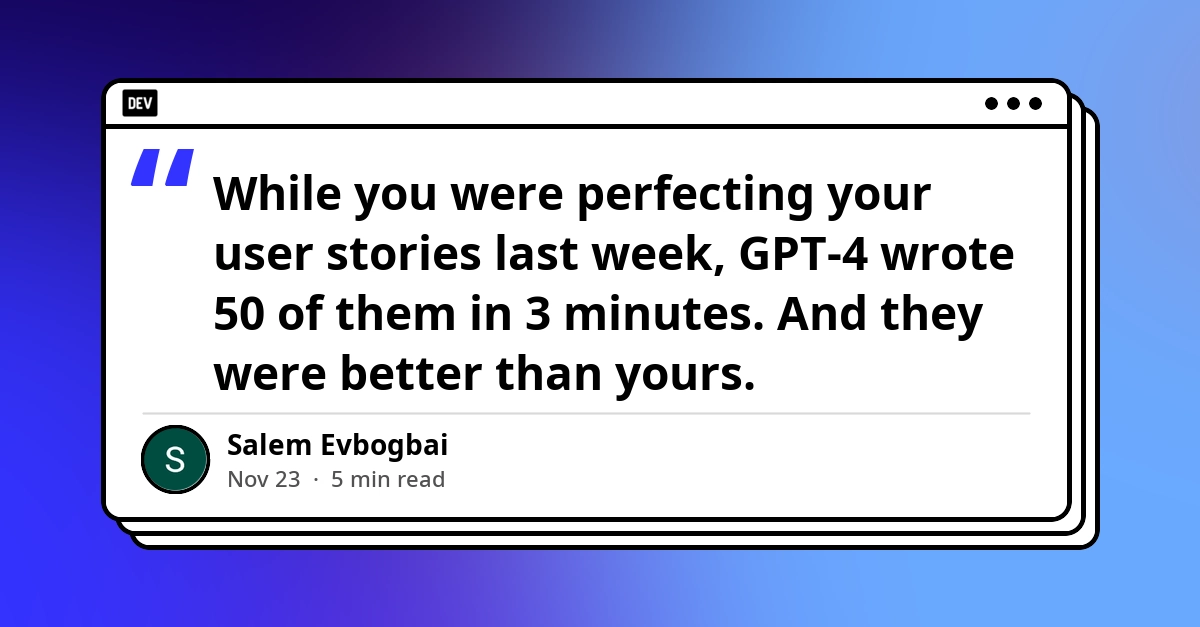 DEV
“
While you were perfecting your
user stories last week, GPT-4 wrote
50 of them in 3 minutes. And they
were better than yours.
S
Salem Evbogbai
Nov 23 · 5 min read